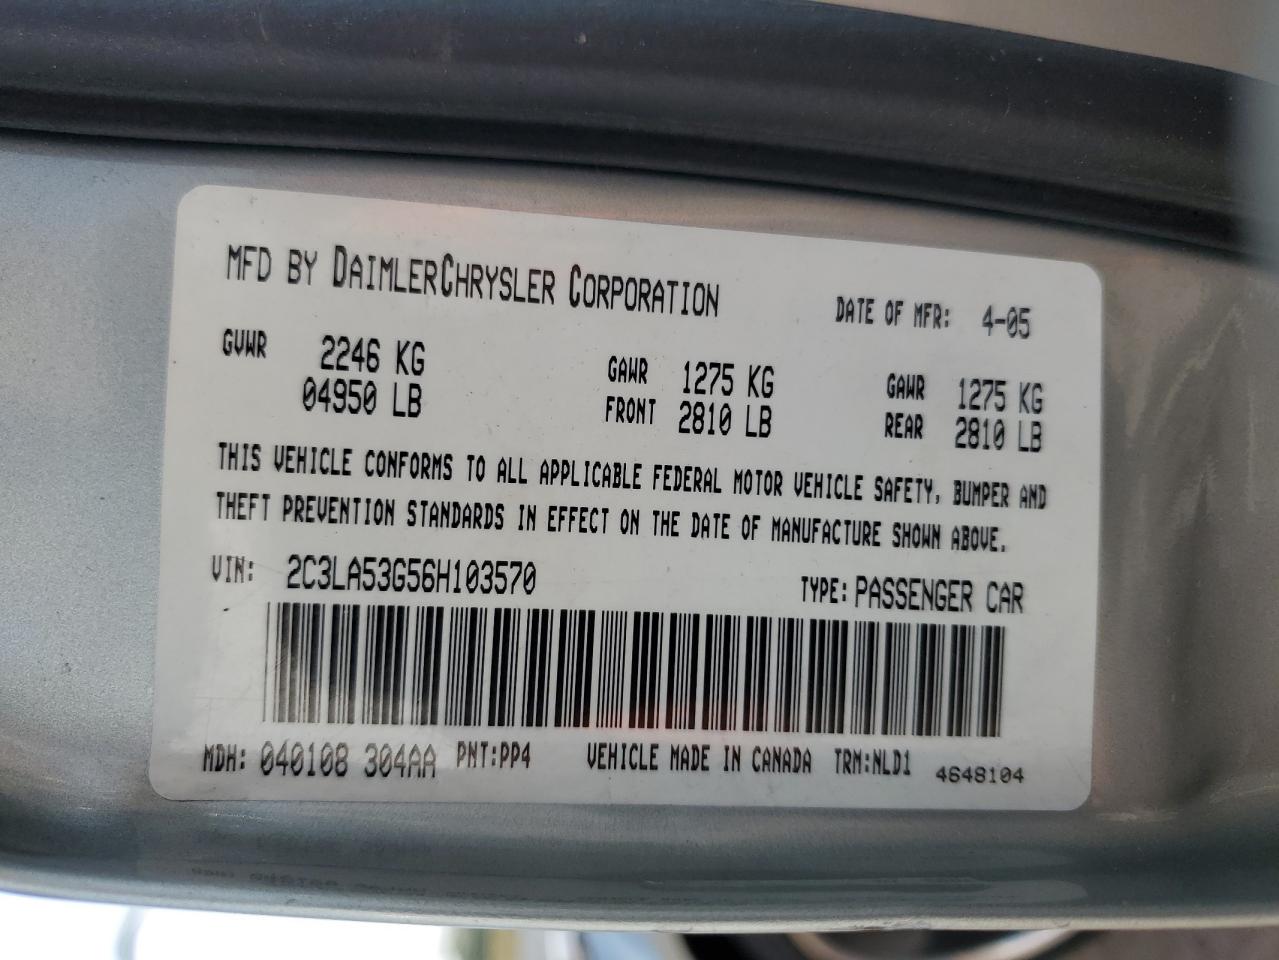 MFD BY DAIMLERCHRYSLER CORPORATION DATE OF MFR: 4-05
GVWR 2246 KG GAWR 1275 KG GAWR 1275 KG
04950 LB FRONT 2810 LB REAR 2810 LB
THIS VEHICLE CONFORMS TO ALL APPLICABLE FEDERAL MOTOR VEHICLE SAFETY, BUMPER AND
THEFT PREVENTION STANDARDS IN EFFECT ON THE DATE OF MANUFACTURE SHOWN ABOVE.
VIN: 2C3LA53G56H103570 TYPE: PASSENGER CAR
MDH: 040108 304AA PNT:PP4 VEHICLE MADE IN CANADA TRM:NLD1 4648104